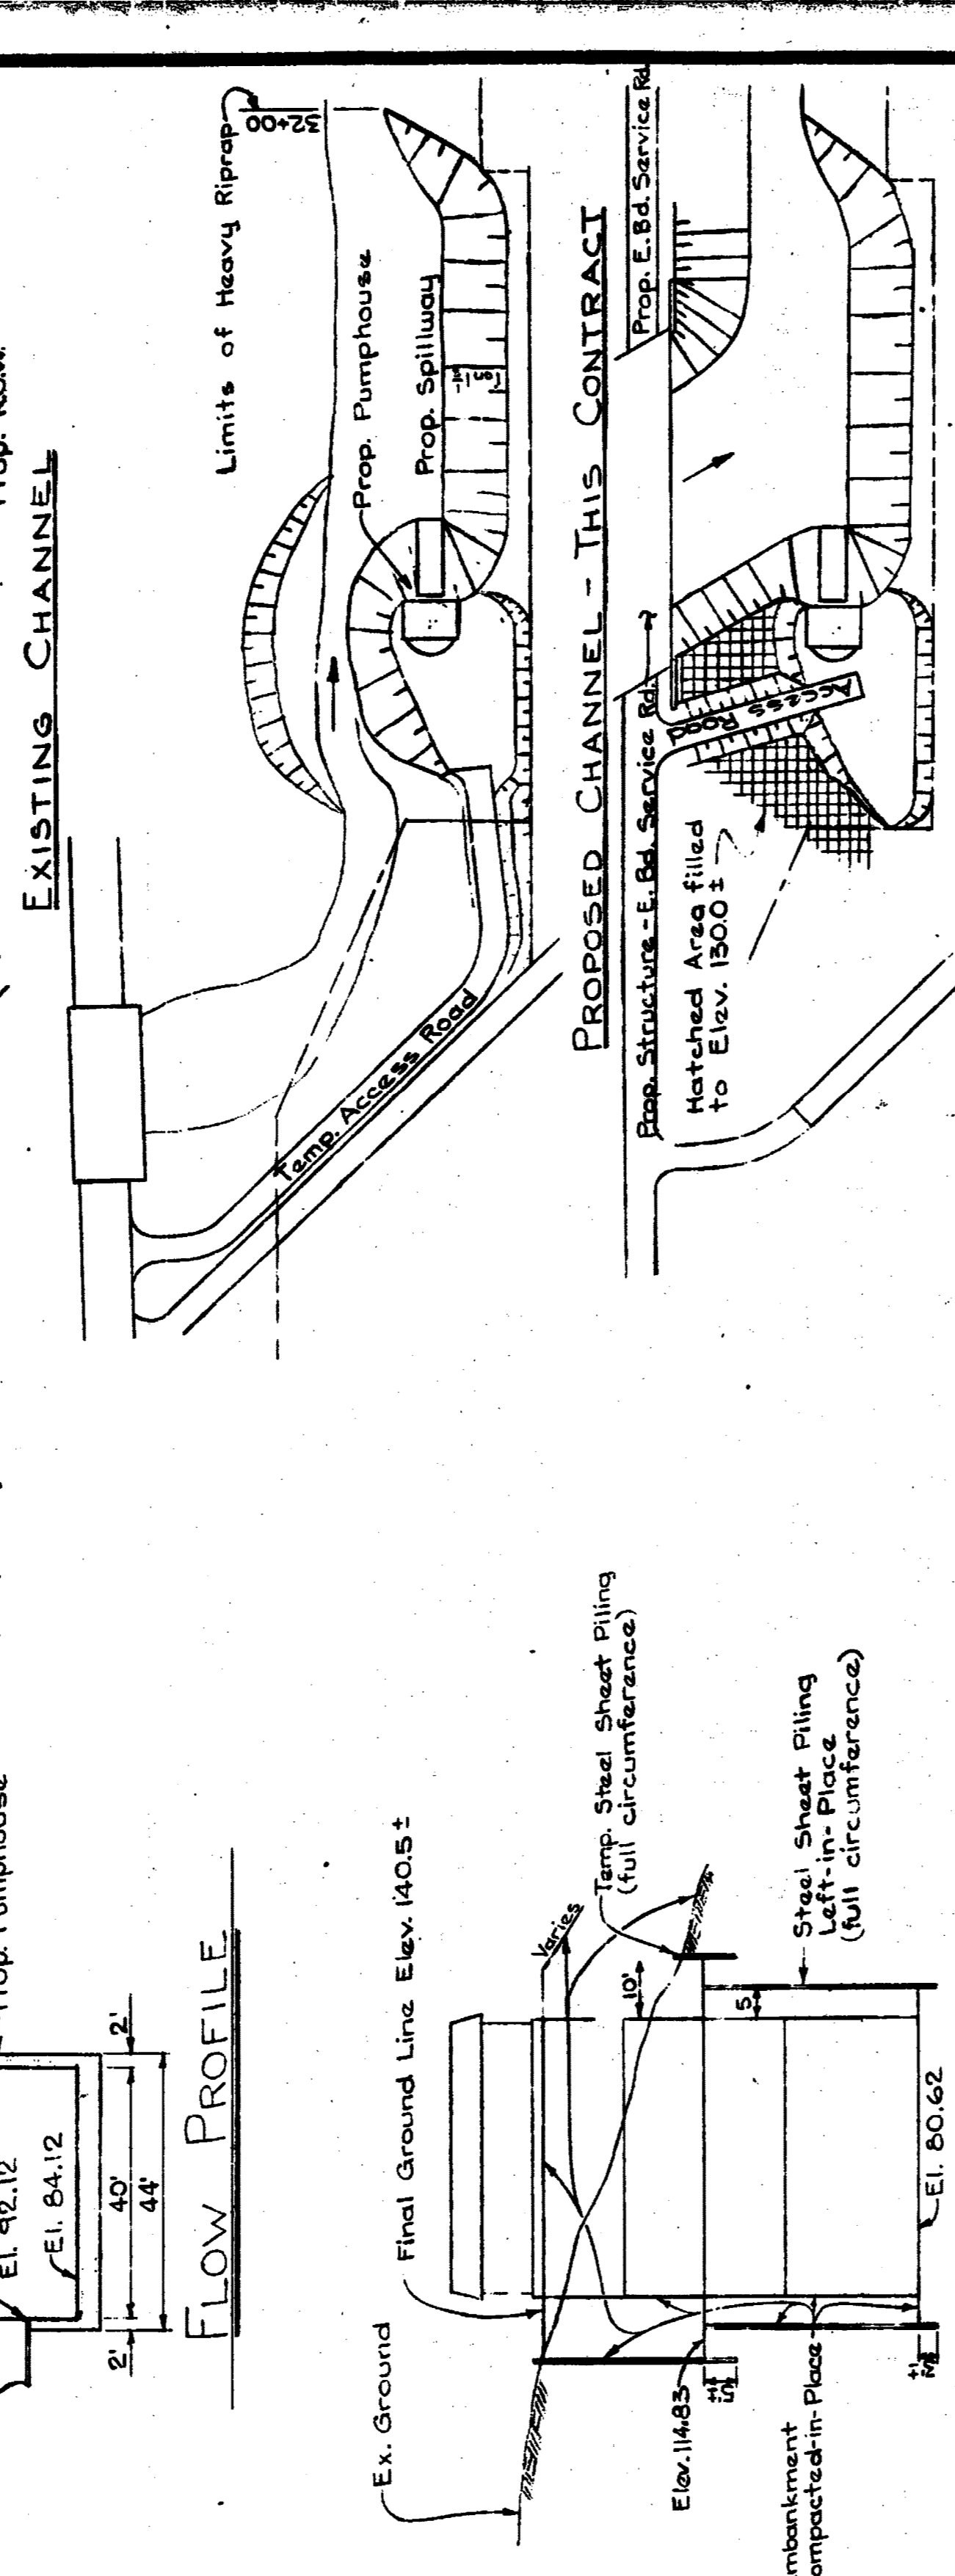 EXISTING CHANNEL
Limits of Heavy Riprap
32+00
Prop. Pumphouse
Prop. Spillway
Temp. Access Road
PROPOSED CHANNEL - THIS CONTRACT
Prop. E. Bd. Service Rd.
Prop. Structure - E. Bd. Service Rd.
Access Road
Hatched Area filled
to Elev. 130.0 ±
El. 92.12
El. 84.12
2'
40'
2'
44'
FLOW PROFILE
Ex. Ground
Final Ground Line Elev. 140.5 ±
Varies
Temp. Steel Sheet Piling
(full circumference)
10'
5'
Steel Sheet Piling
Left-in-Place
(full circumference)
Elev. 114.83
El. 80.62
mbankment
ompacted-in-Place